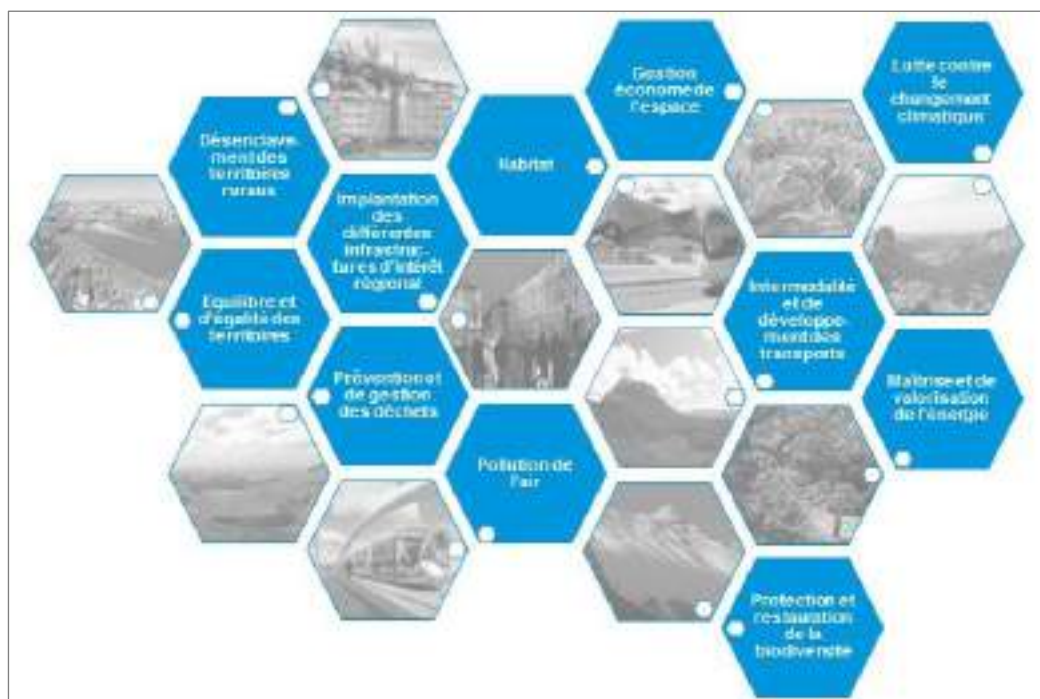 Désenclave-
ment des
territoires
ruraux
Implantation
des
différentes
infrastruc-
tures d'intérêt
régional
Habitat
Gestion
économe de
l'espace
Lutte contre
le
changement
climatique
Equilibre et
d'égalité des
territoires
Prévention et
de gestion
des déchets
Pollution de
l'air
Intermodalité
et de
développe-
ment des
transports
Maîtrise et de
valorisation
de l'énergie
Protection et
restauration
de la
biodiversité